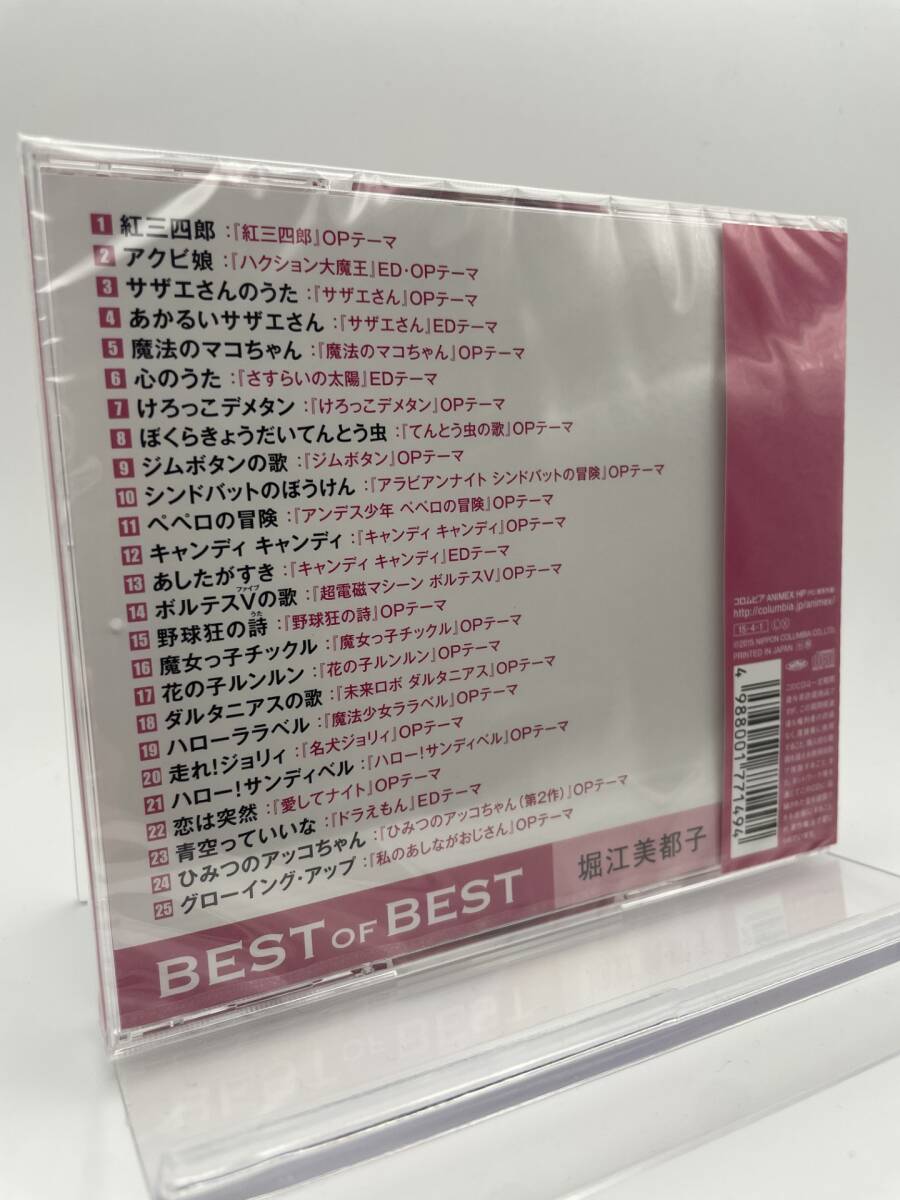 1 紅三四郎:『紅三四郎』OPテーマ
2 アクビ娘:『ハクション大魔王』ED・OPテーマ
3 サザエさんのうた:『サザエさん』OPテーマ
4 あかるいサザエさん:『サザエさん』EDテーマ
5 魔法のマコちゃん:『魔法のマコちゃん』OPテーマ
6 心のうた:『さすらいの太陽』EDテーマ
7 けろっこデメタン:『けろっこデメタン』OPテーマ
8 ぼくらきょうだいてんとう虫:『てんとう虫の歌』OPテーマ
9 ジムボタンの歌:『ジムボタン』OPテーマ
10 シンドバットのぼうけん:『アラビアンナイト シンドバットの冒険』OPテーマ
11 ペペロの冒険:『アンデス少年 ペペロの冒険』OPテーマ
12 キャンディ キャンディ:『キャンディ キャンディ』OPテーマ
13 あしたがすき:『キャンディ キャンディ』EDテーマ
ファイブ
14 ボルテスVの歌:『超電磁マシーン ボルテスV』OPテーマ
うた
15 野球狂の詩:『野球狂の詩』OPテーマ
16 魔女っ子チックル:『魔女っ子チックル』OPテーマ
17 花の子ルンルン:『花の子ルンルン』OPテーマ
18 ダルタニアスの歌:『未来ロボ ダルタニアス』OPテーマ
19 ハローララベル:『魔法少女ララベル』OPテーマ
20 走れ!ジョリィ:『名犬ジョリィ』OPテーマ
21 ハロー!サンディベル:『ハロー!サンディベル』OPテーマ
22 恋は突然:『愛してナイト』OPテーマ
23 青空っていいな:『ドラえもん』EDテーマ
24 ひみつのアッコちゃん:『ひみつのアッコちゃん(第2作)』OPテーマ
25 グローイング・アップ:『私のあしながおじさん』OPテーマ
BEST OF BEST
堀江美都子
コロムビア ANIMEX HP
http://columbia.jp/animex/
15・4・1
©2015 NIPPON COLUMBIA CO.,LTD.
PRINTED IN JAPAN
4 988001 771494